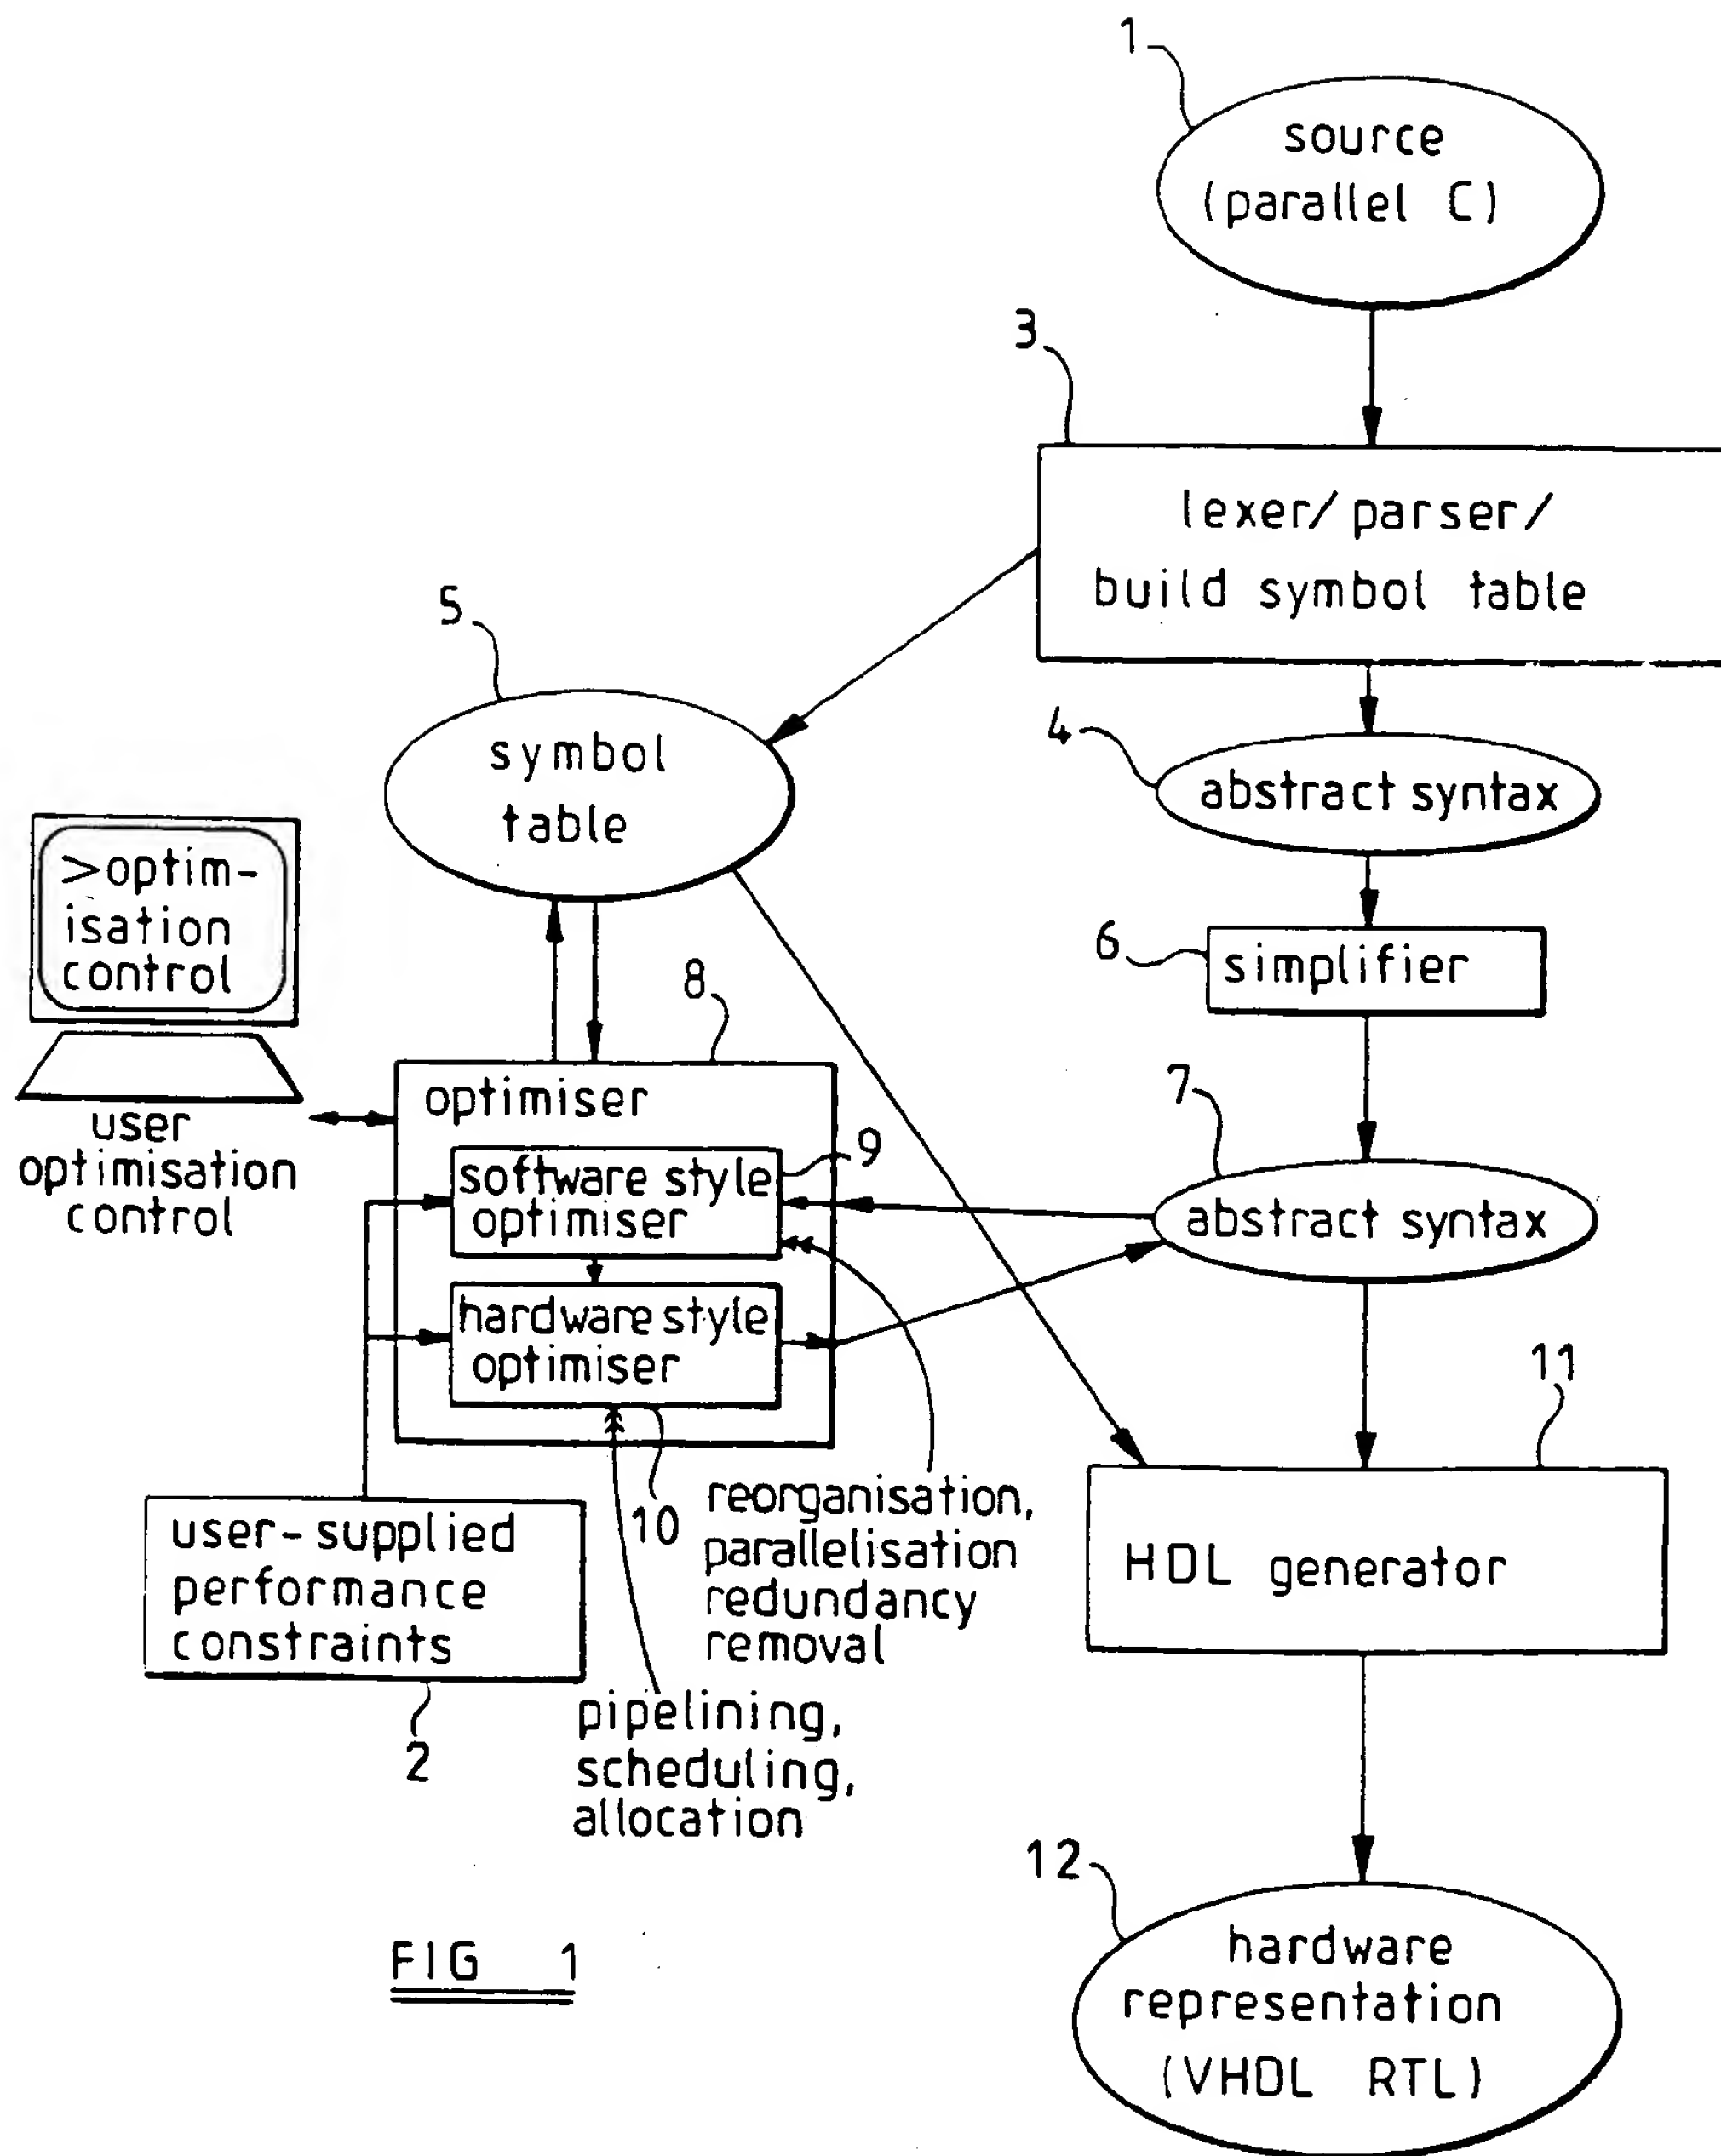 1
source
(parallel C)
3
lexer/parser/
build symbol table
5
symbol
table
4
abstract syntax
>optim-
isation
control
6
simplifier
8
user
optimisation
control
optimiser
9
software style
optimiser
7
abstract syntax
hardware style
optimiser
11
10
reorganisation,
parallelisation
redundancy
removal
HDL generator
user-supplied
performance
constraints
2
pipelining,
scheduling,
allocation
12
hardware
representation
(VHDL RTL)
FIG 1